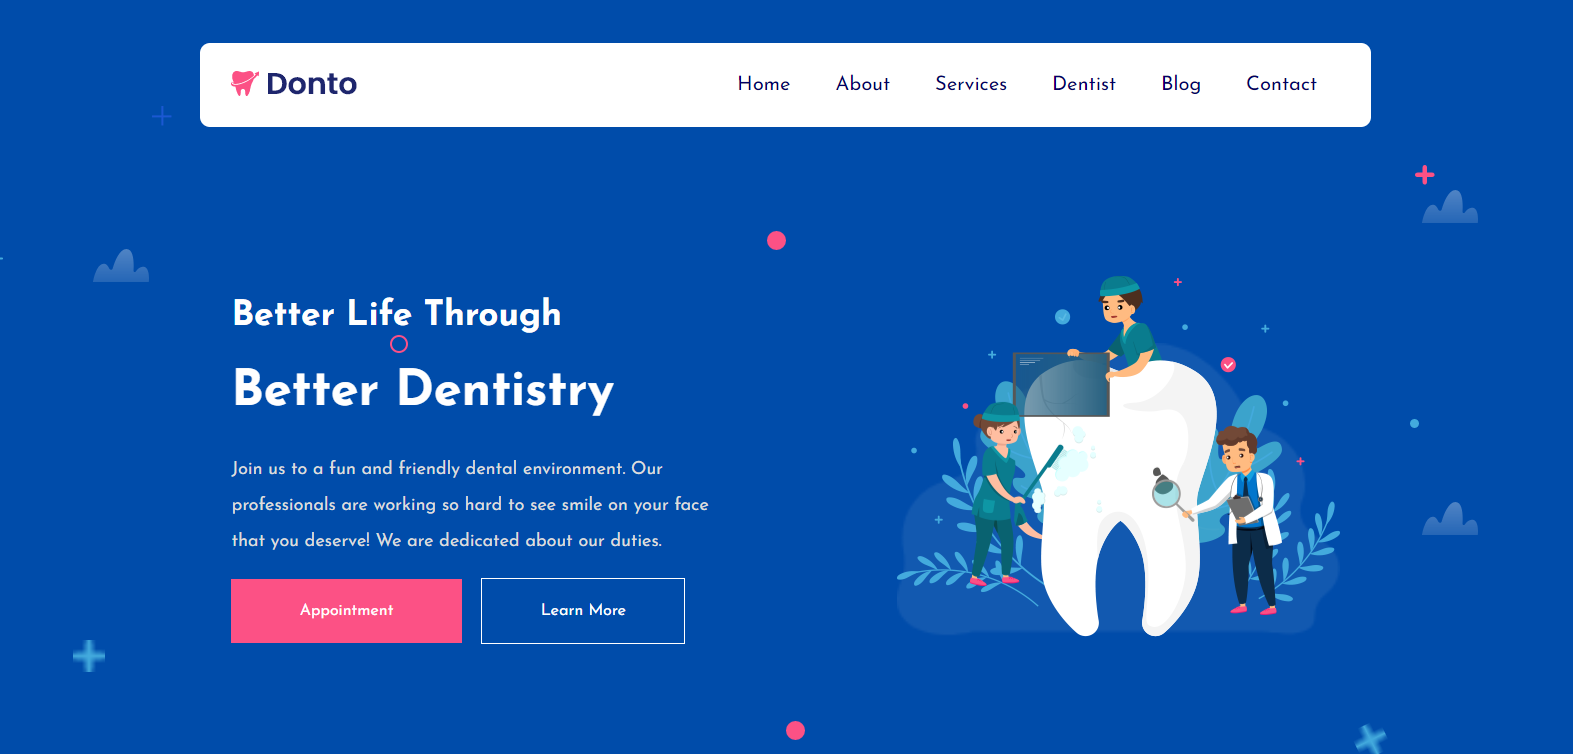 Donto
Home About Services Dentist Blog Contact
Better Life Through
Better Dentistry
Join us to a fun and friendly dental environment. Our
professionals are working so hard to see smile on your face
that you deserve! We are dedicated about our duties.
Appointment
Learn More